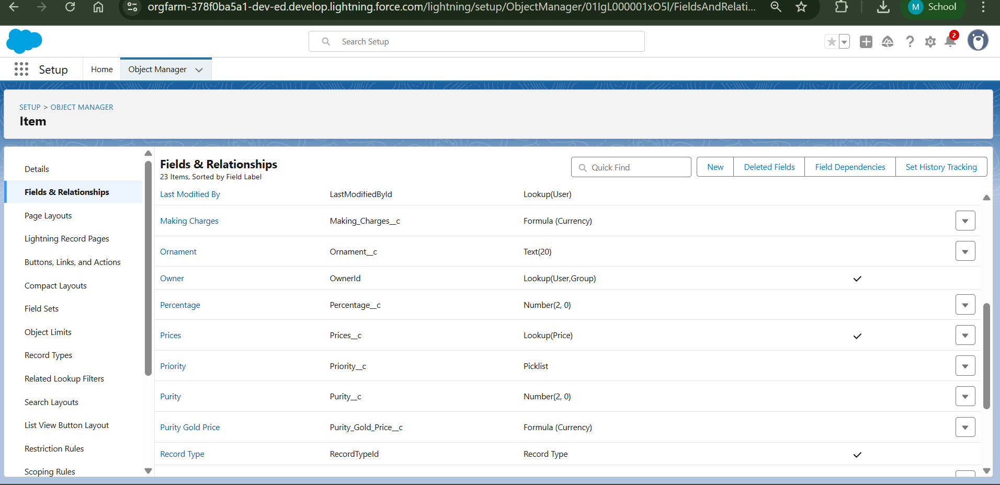 orgfarm-378f0ba5a1-dev-ed.develop.lightning.force.com/lightning/setup/ObjectManager/01IgL000001xO5l/FieldsAndRelati...
M School
Search Setup
2
Setup Home Object Manager
SETUP > OBJECT MANAGER
Item
Details
Fields & Relationships
Page Layouts
Lightning Record Pages
Buttons, Links, and Actions
Compact Layouts
Field Sets
Object Limits
Record Types
Related Lookup Filters
Search Layouts
List View Button Layout
Restriction Rules
Scoping Rules
Fields & Relationships
23 Items, Sorted by Field Label
Quick Find
New Deleted Fields Field Dependencies Set History Tracking
Last Modified By LastModifiedById Lookup(User)
Making Charges Making_Charges__c Formula (Currency)
Ornament Ornament__c Text(20)
Owner OwnerId Lookup(User,Group)
Percentage Percentage__c Number(2, 0)
Prices Prices__c Lookup(Price)
Priority Priority__c Picklist
Purity Purity__c Number(2, 0)
Purity Gold Price Purity_Gold_Price__c Formula (Currency)
Record Type RecordTypeId Record Type